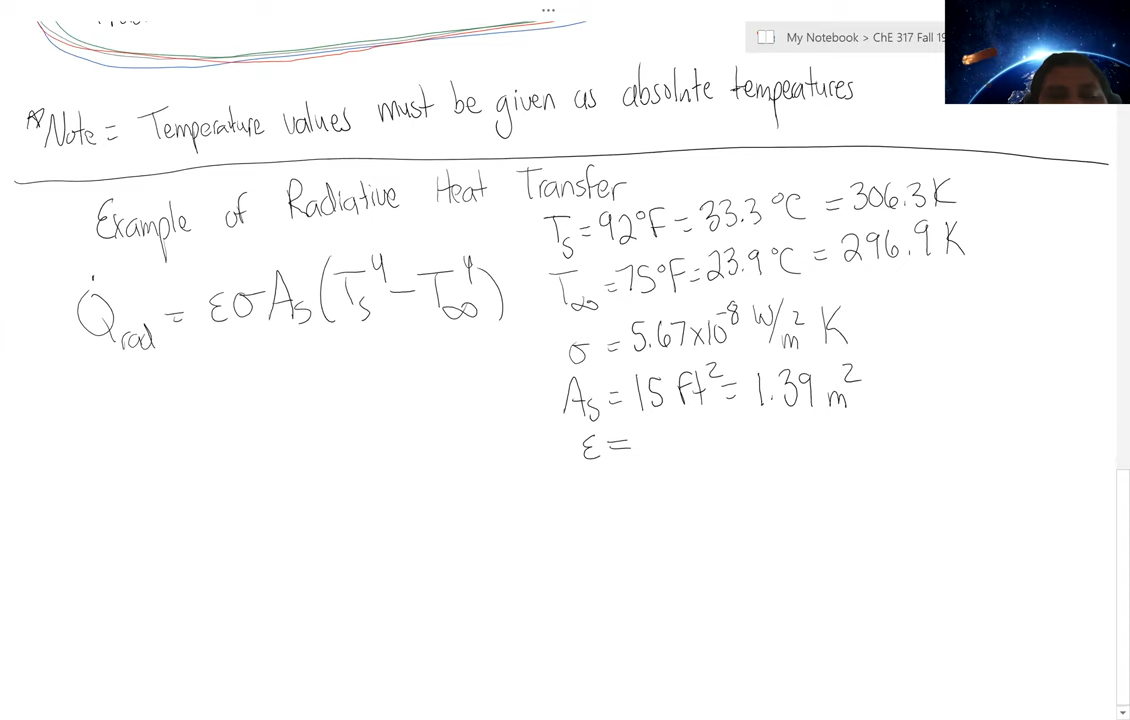 My Notebook > ChE 317 Fall 19
*Note = Temperature values must be given as absolute tempeatures
Example of Radiative Heat Transfer
Q̇rad = εσAs(Ts⁴ − T∞⁴)
Ts = 92°F = 33.3 °C = 306.3 K
T∞ = 75°F = 23.9 °C = 296.9 K
σ = 5.67x10⁻⁸ W/m² K
As = 15 ft² = 1.39 m²
ε =